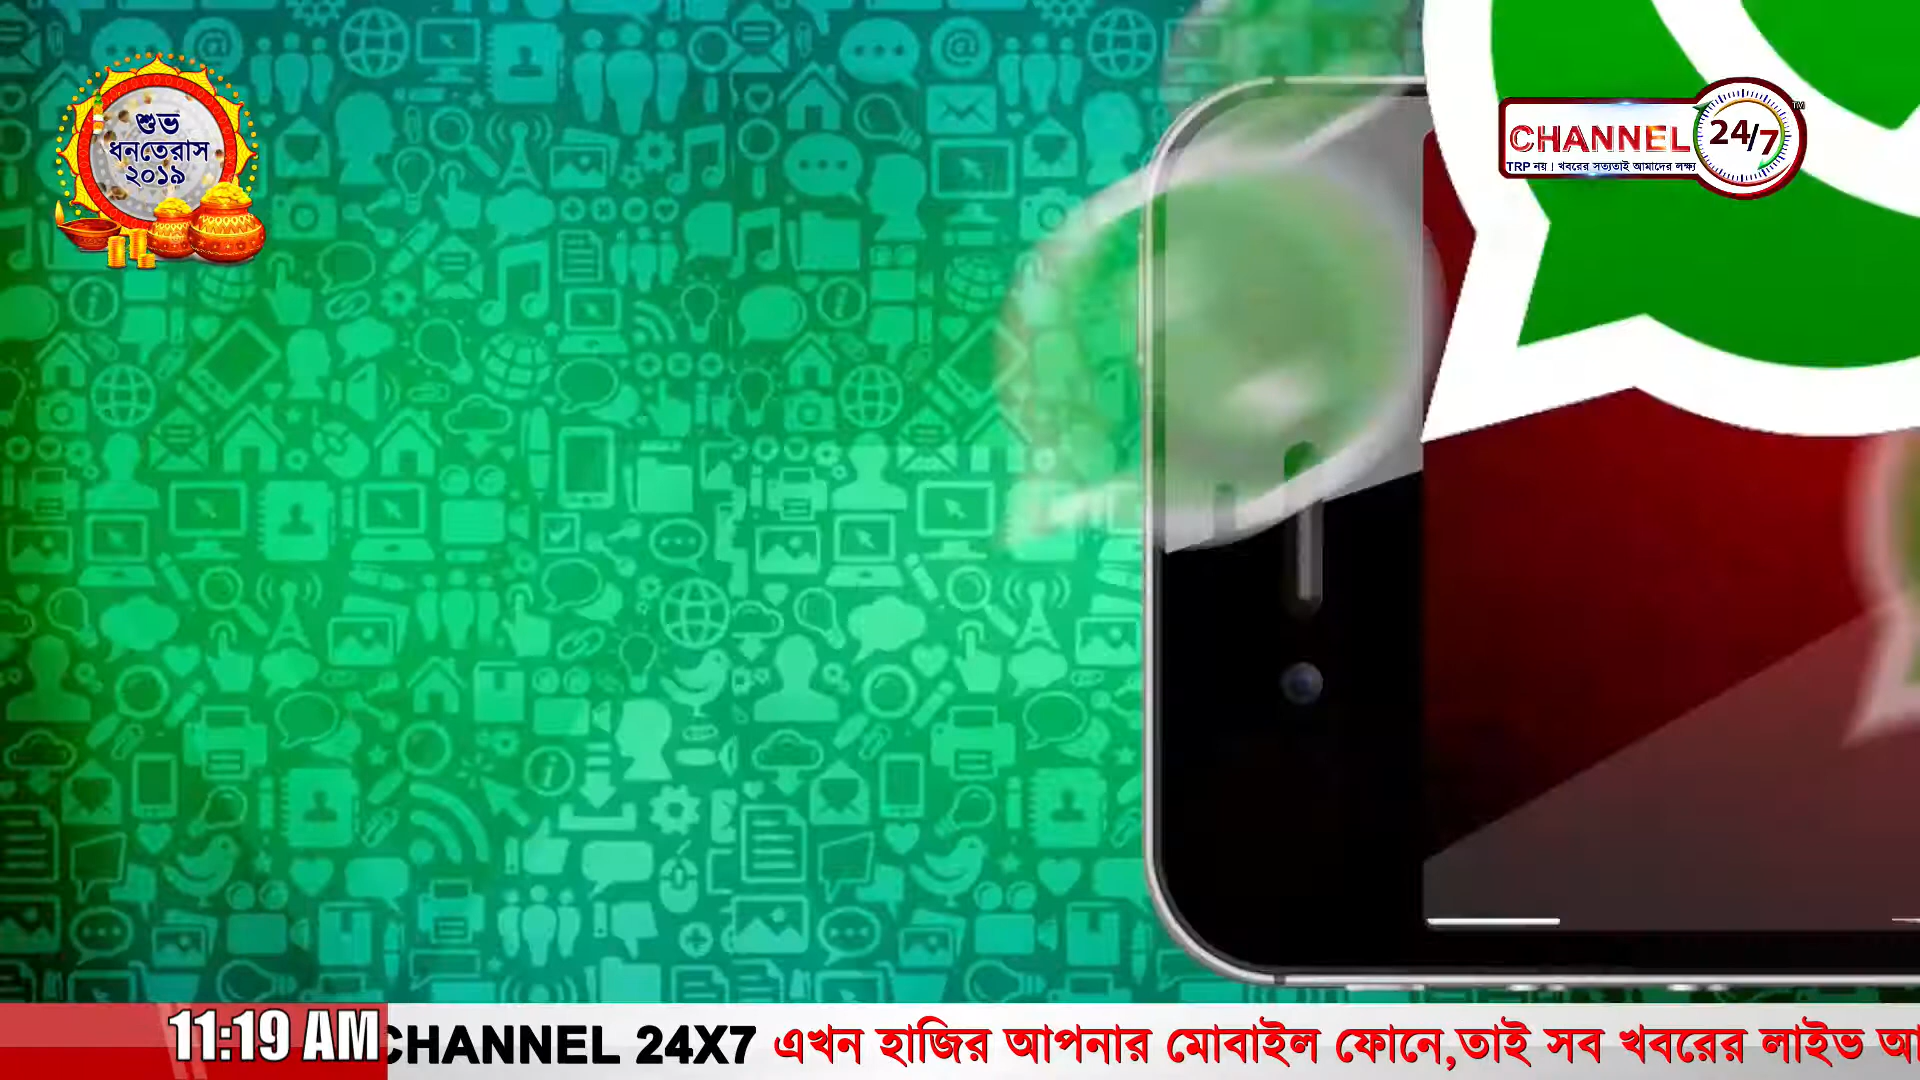 শুভ
ধনতেরাস
২০১৯
CHANNEL 24/7 TM
TRP নয়। খবরের সত্যতাই আমাদের লক্ষ্য
11:19 AM CHANNEL 24X7 এখন হাজির আপনার মোবাইল ফোনে,তাই সব খবরের লাইভ আ